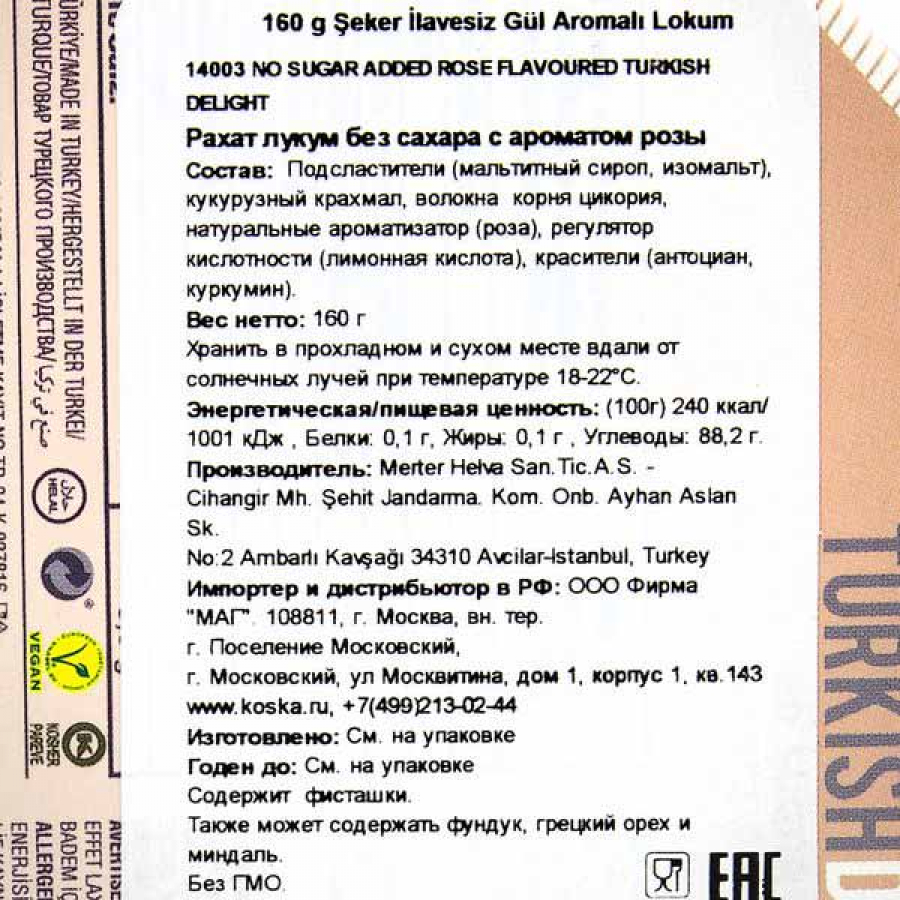 160 g Şeker İlavesiz Gül Aromalı Lokum
14003 NO SUGAR ADDED ROSE FLAVOURED TURKISH
DELIGHT
Рахат лукум без сахара с ароматом розы
Состав: Подсластители (мальтитный сироп, изомальт),
кукурузный крахмал, волокна корня цикория,
натуральные ароматизатор (роза), регулятор
кислотности (лимонная кислота), красители (антоциан,
куркумин).
Вес нетто: 160 г
Хранить в прохладном и сухом месте вдали от
солнечных лучей при температуре 18-22°С.
Энергетическая/пищевая ценность: (100г) 240 ккал/
1001 кДж , Белки: 0,1 г, Жиры: 0,1 г , Углеводы: 88,2 г.
Производитель: Merter Helva San.Tic.A.S. -
Cihangir Mh. Şehit Jandarma. Kom. Onb. Ayhan Aslan
Sk.
No:2 Ambarlı Kavşağı 34310 Avcilar-Istanbul, Turkey
Импортер и дистрибьютор в РФ: ООО Фирма
"МАГ". 108811, г. Москва, вн. тер.
г. Поселение Московский,
г. Московский, ул Москвитина, дом 1, корпус 1, кв.143
www.koska.ru, +7(499)213-02-44
Изготовлено: См. на упаковке
Годен до: См. на упаковке
Содержит фисташки.
Также может содержать фундук, грецкий орех и
миндаль.
Без ГМО.
EAC
TÜRKİYE/MADE IN TURKEY/HERGESTELLT IN DER TURKEI/
TURQUE/ТОВАР ТУРЕЦКОГО ПРОИЗВОДСТВА/ صنع في تركيا
حلال
HELAL
VEGAN
K
KOSHER
PAREVE
EFFET
BADEM
ENERJİSİ
TURKISH D